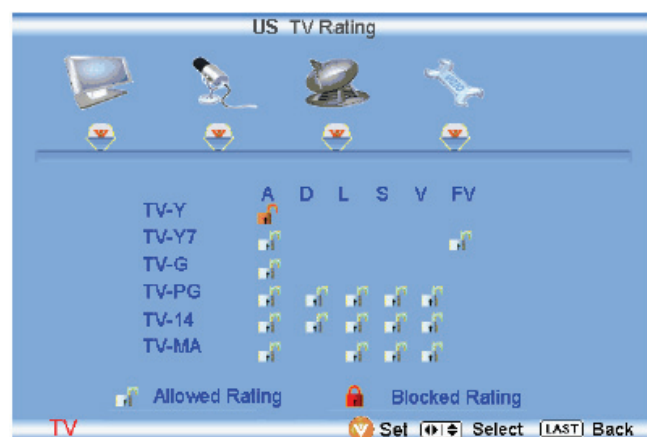 US TV Rating
A D L S V FV
TV-Y
TV-Y7
TV-G
TV-PG
TV-14
TV-MA
Allowed Rating Blocked Rating
TV Set Select LAST Back